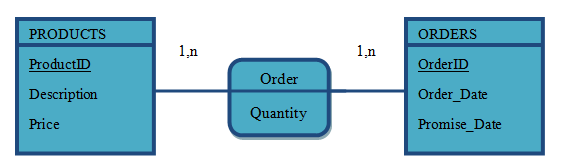 PRODUCTS
ProductID
Description
Price
1,n
Order
Quantity
1,n
ORDERS
OrderID
Order_Date
Promise_Date